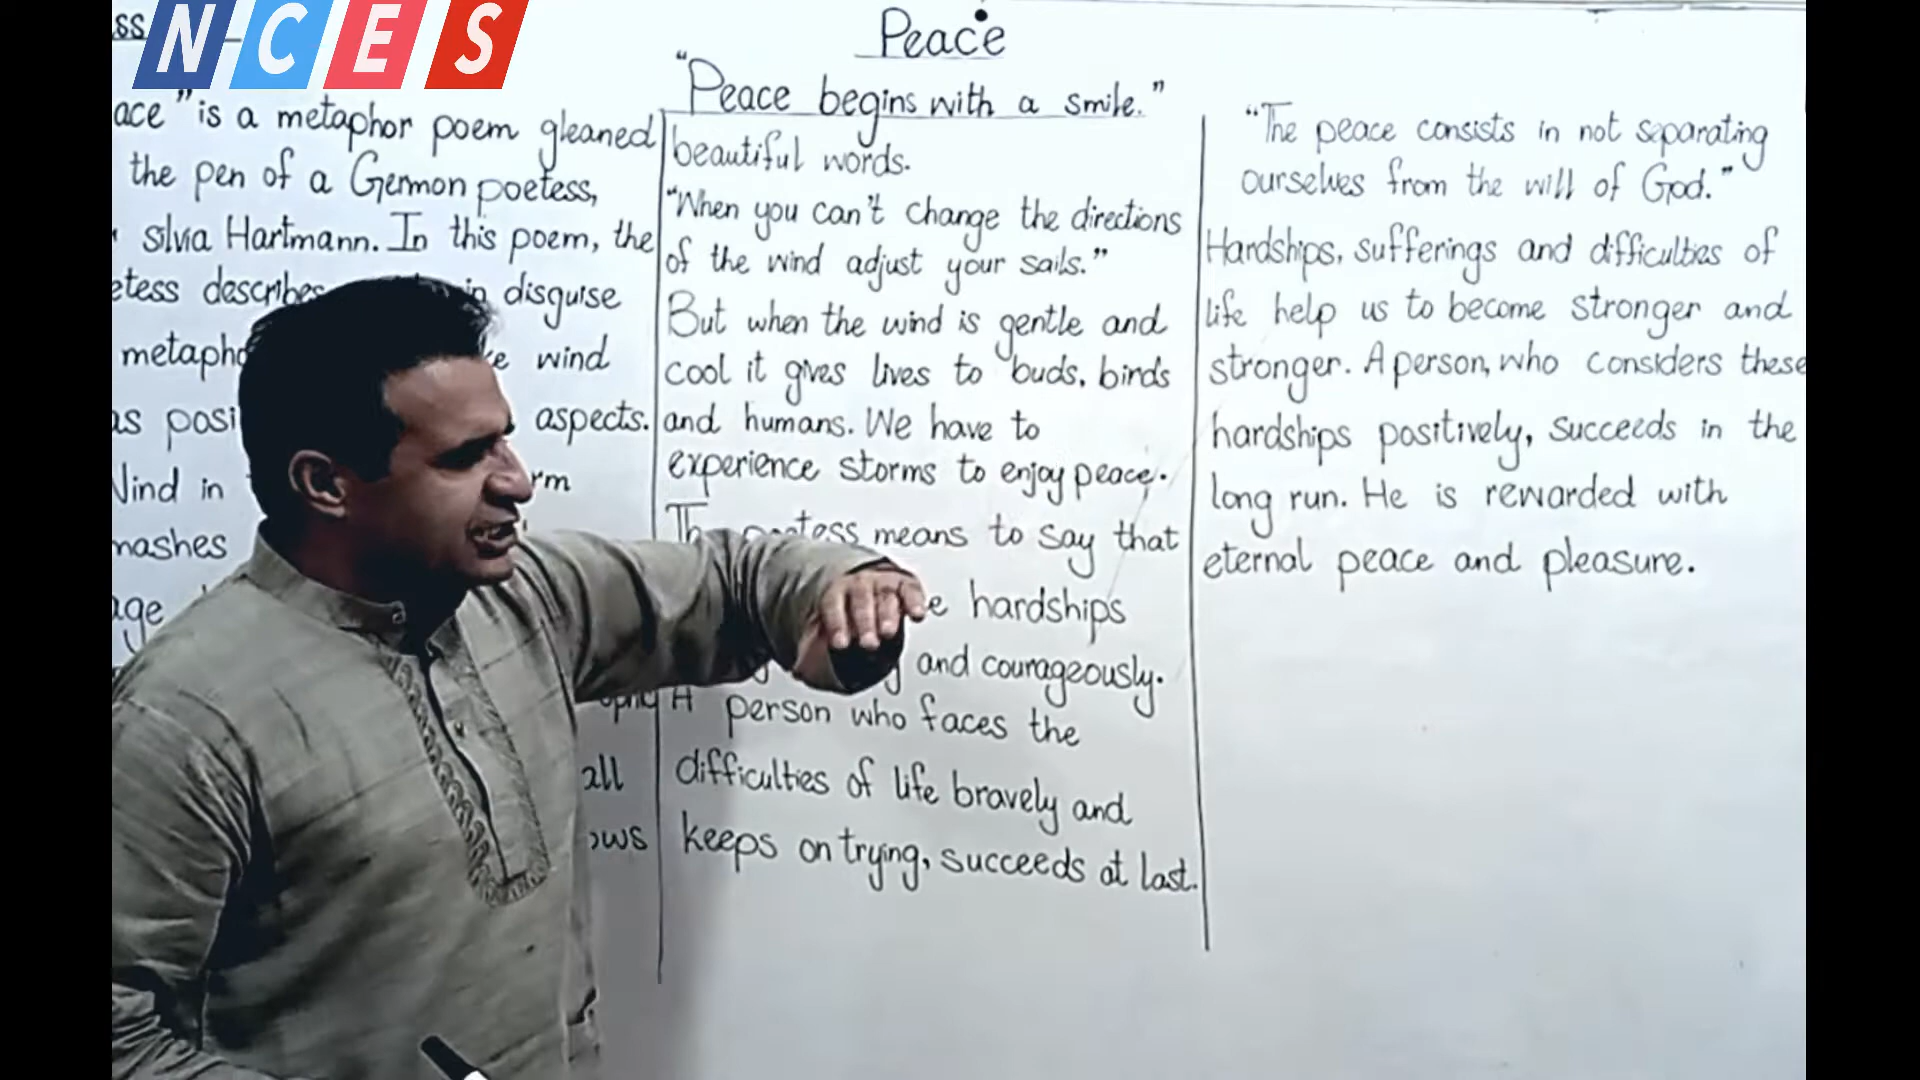 ss
NCES
Peace
"Peace begins with a smile."
ace" is a metaphor poem gleaned
the pen of a German poetess,
Silvia Hartmann. In this poem, the
etess describes in disguise
metapho wind
as posi aspects.
Wind in rm
mashes
age
ophy
all
ows
beautiful words.
"When you can't change the directions
of the wind adjust your sails."
But when the wind is gentle and
cool it gives lives to buds, birds
and humans. We have to
experience storms to enjoy peace.
The poetess means to say that
e hardships
and courageously.
A person who faces the
difficulties of life bravely and
keeps on trying, succeeds at last.
"The peace consists in not separating
ourselves from the will of God."
Hardships, sufferings and difficulties of
life help us to become stronger and
stronger. A person, who considers these
hardships positively, succeeds in the
long run. He is rewarded with
eternal peace and pleasure.